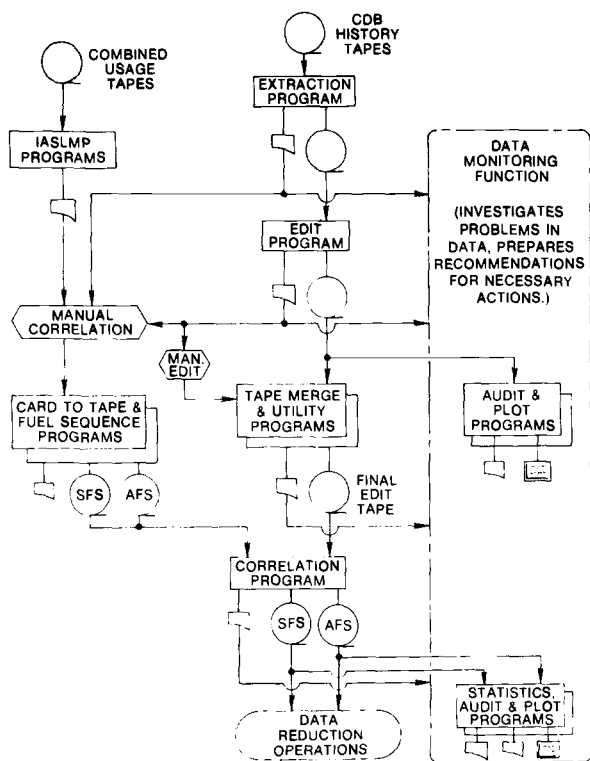 COMBINED
USAGE
TAPES
CDB
HISTORY
TAPES
EXTRACTION
PROGRAM
IASLMP
PROGRAMS
DATA
MONITORING
FUNCTION
(INVESTIGATES
PROBLEMS IN
DATA, PREPARES
RECOMMENDATIONS
FOR NECESSARY
ACTIONS.)
EDIT
PROGRAM
MANUAL
CORRELATION
MAN.
EDIT
CARD TO TAPE &
FUEL SEQUENCE
PROGRAMS
TAPE MERGE
& UTILITY
PROGRAMS
AUDIT &
PLOT
PROGRAMS
SFS
AFS
FINAL
EDIT
TAPE
CORRELATION
PROGRAM
SFS
AFS
STATISTICS,
AUDIT & PLOT
PROGRAMS
DATA
REDUCTION
OPERATIONS